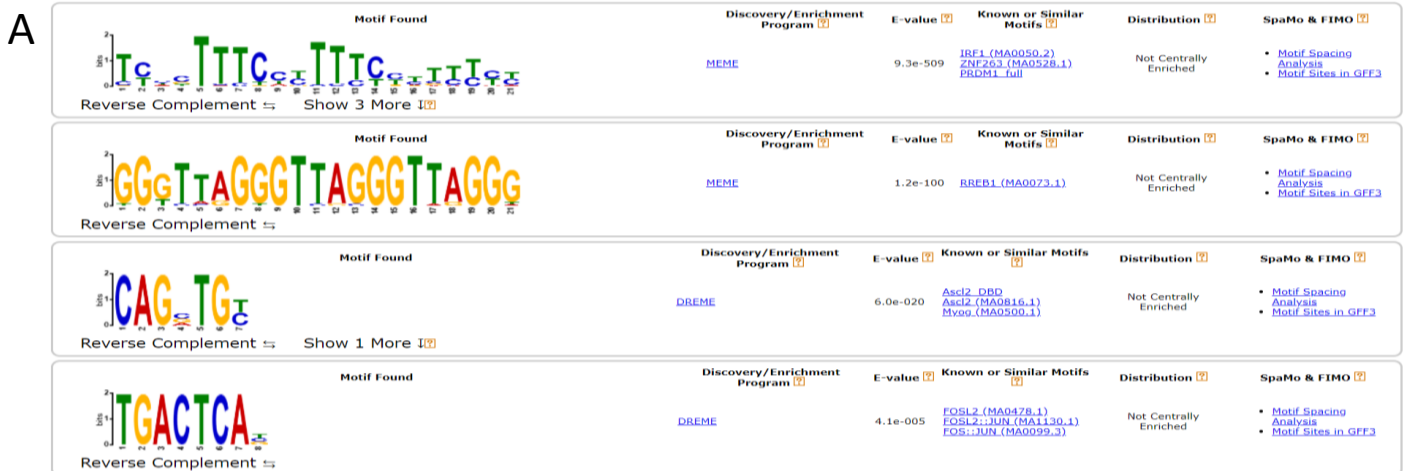 A
Motif Found
Discovery/Enrichment Program
E-value
Known or Similar Motifs
Distribution
SpaMo & FIMO
MEME
9.3e-509
IRF1 (MA0050.2)
ZNF263 (MA0528.1)
PRDM1_full
Not Centrally
Enriched
• Motif Spacing
Analysis
• Motif Sites in GFF3
Reverse Complement ⇆ Show 3 More
Motif Found
Discovery/Enrichment Program
E-value
Known or Similar Motifs
Distribution
SpaMo & FIMO
GGGTTAGGGTTAGGGTTAGGG
MEME
1.2e-100
RREB1 (MA0073.1)
Not Centrally
Enriched
• Motif Spacing
Analysis
• Motif Sites in GFF3
Reverse Complement ⇆
Motif Found
Discovery/Enrichment Program
E-value
Known or Similar Motifs
Distribution
SpaMo & FIMO
DREME
6.0e-020
Ascl2_DBD
Ascl2 (MA0816.1)
Myog (MA0500.1)
Not Centrally
Enriched
• Motif Spacing
Analysis
• Motif Sites in GFF3
Reverse Complement ⇆ Show 1 More
Motif Found
Discovery/Enrichment Program
E-value
Known or Similar Motifs
Distribution
SpaMo & FIMO
TGACTCA
DREME
4.1e-005
FOSL2 (MA0478.1)
FOSL2::JUN (MA1130.1)
FOS::JUN (MA0099.3)
Not Centrally
Enriched
• Motif Spacing
Analysis
• Motif Sites in GFF3
Reverse Complement ⇆